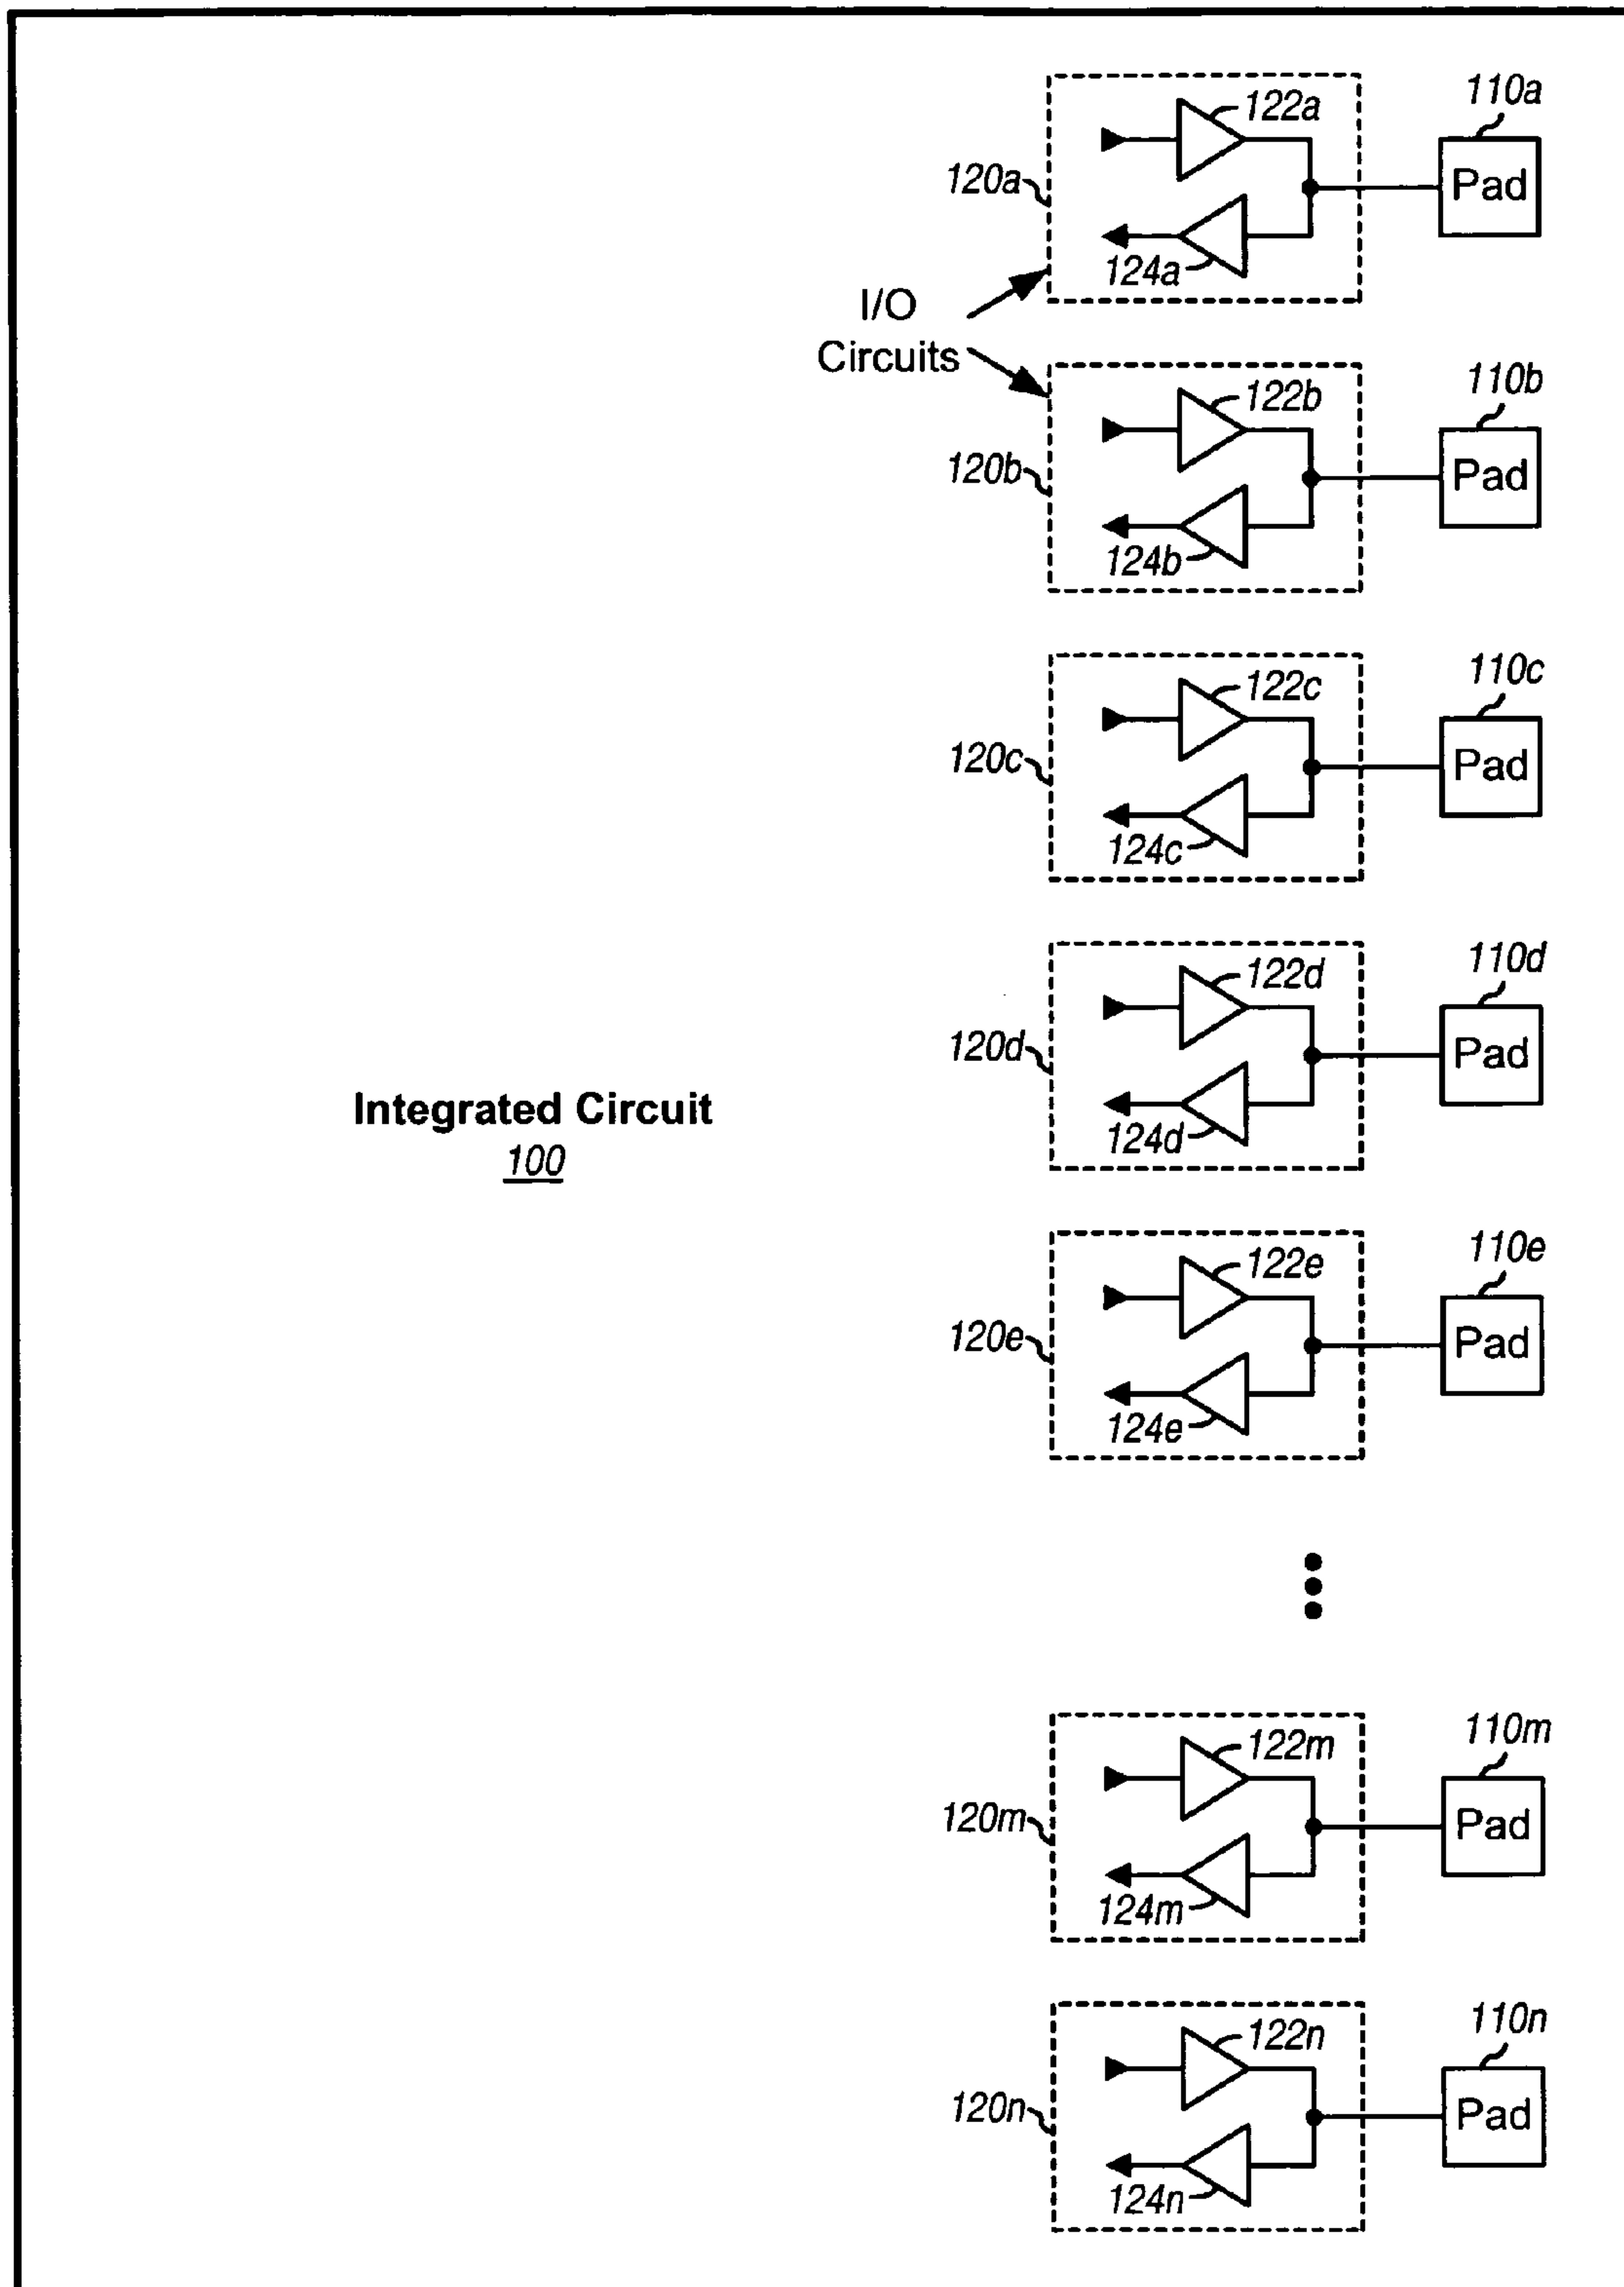 110a
122a
120a
Pad
124a
I/O
Circuits
110b
122b
120b
Pad
124b
110c
122c
120c
Pad
124c
110d
122d
120d
Pad
124d
Integrated Circuit
100
110e
122e
120e
Pad
124e
110m
122m
120m
Pad
124m
110n
122n
120n
Pad
124n